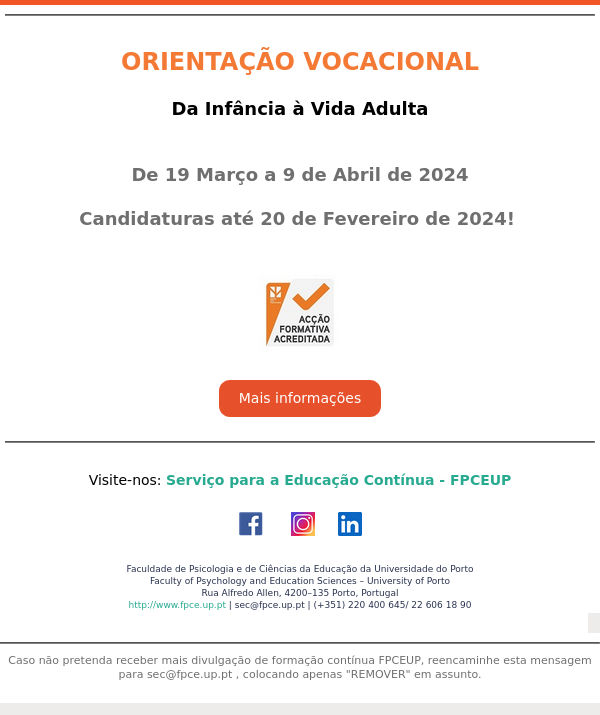 ORIENTAÇÃO VOCACIONAL
Da Infância à Vida Adulta
De 19 Março a 9 de Abril de 2024
Candidaturas até 20 de Fevereiro de 2024!
ACÇÃO
FORMATIVA
ACREDITADA
Mais informações
Visite-nos: Serviço para a Educação Contínua - FPCEUP
Faculdade de Psicologia e de Ciências da Educação da Universidade do Porto
Faculty of Psychology and Education Sciences – University of Porto
Rua Alfredo Allen, 4200–135 Porto, Portugal
http://www.fpce.up.pt | sec@fpce.up.pt | (+351) 220 400 645/ 22 606 18 90
Caso não pretenda receber mais divulgação de formação contínua FPCEUP, reencaminhe esta mensagem
para sec@fpce.up.pt , colocando apenas "REMOVER" em assunto.